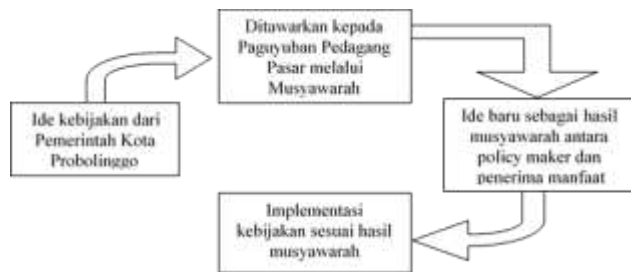 Ide kebijakan dari
Pemerintah Kota
Probolinggo
Ditawarkan kepada
Paguyuban Pedagang
Pasar melalui
Musyawarah
Ide baru sebagai hasil
musyawarah antara
policy maker dan
penerima manfaat
Implementasi
kebijakan sesuai hasil
musyawarah